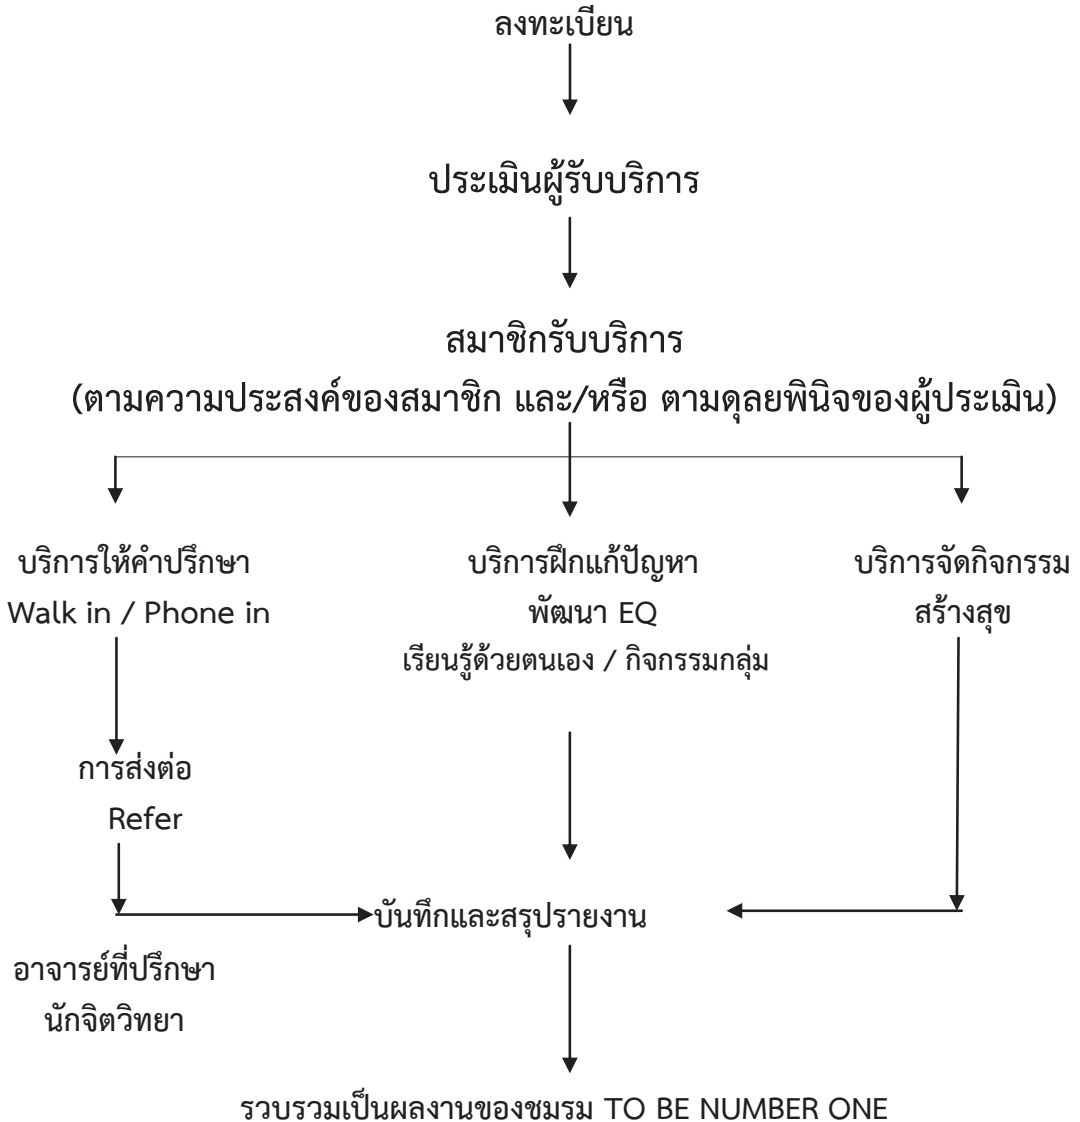 ลงทะเบียน
ประเมินผู้รับบริการ
สมาชิกรับบริการ
(ตามความประสงค์ของสมาชิก และ/หรือ ตามดุลยพินิจของผู้ประเมิน)
บริการให้คำปรึกษา
Walk in / Phone in
บริการฝึกแก้ปัญหา
พัฒนา EQ
เรียนรู้ด้วยตนเอง / กิจกรรมกลุ่ม
บริการจัดกิจกรรม
สร้างสุข
การส่งต่อ
Refer
บันทึกและสรุปรายงาน
อาจารย์ที่ปรึกษา
นักจิตวิทยา
รวบรวมเป็นผลงานของชมรม TO BE NUMBER ONE